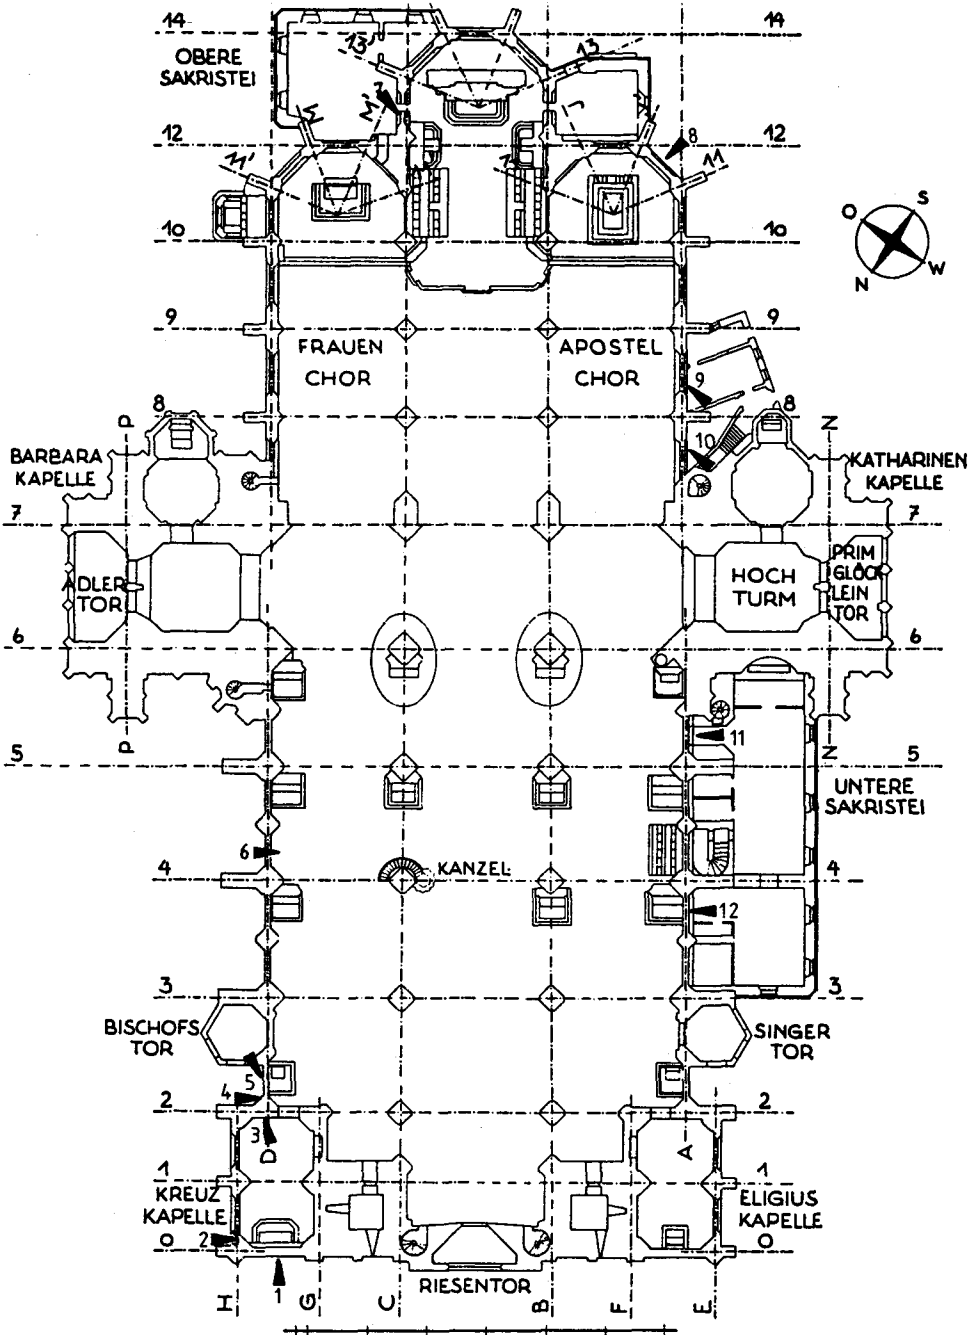 14
14
OBERE
SAKRISTEI
13'
13
7
M
M'
J
12
12
M'
8
11
10
10
O
S
N
W
9
9
FRAUEN
CHOR
APOSTEL
CHOR
9
8
8
P
N
10
BARBARA
KAPELLE
KATHARINEN
KAPELLE
7
7
ADLER
TOR
HOCH
TURM
PRIM
GLÖCK
LEIN
TOR
6
6
P
N
11
5
5
UNTERE
SAKRISTEI
6
4
KANZEL
4
12
3
3
BISCHOFS
TOR
SINGER
TOR
5
4
2
2
3
D
A
1
1
KREUZ
KAPELLE
ELIGIUS
KAPELLE
0
2
0
RIESENTOR
1
H
G
C
B
F
E